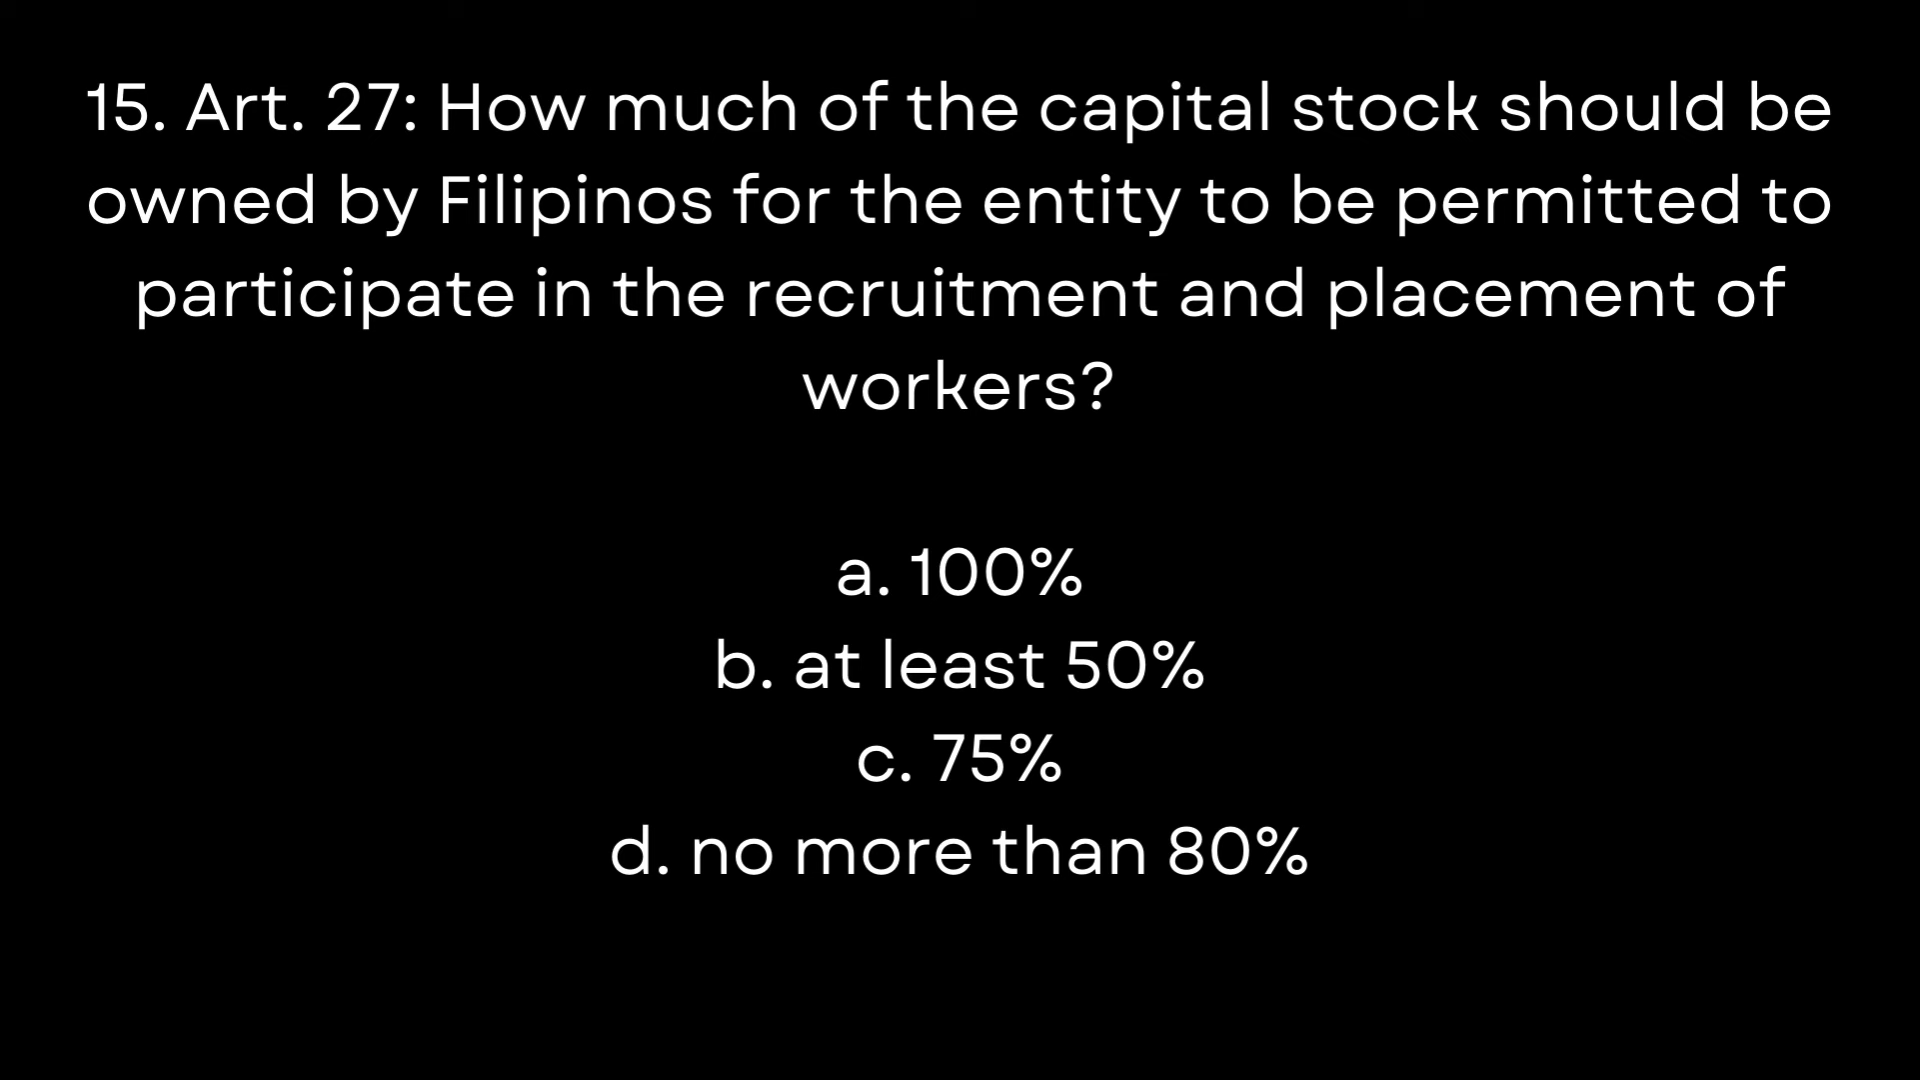 15. Art. 27: How much of the capital stock should be
owned by Filipinos for the entity to be permitted to
participate in the recruitment and placement of
workers?
a. 100%
b. at least 50%
c. 75%
d. no more than 80%